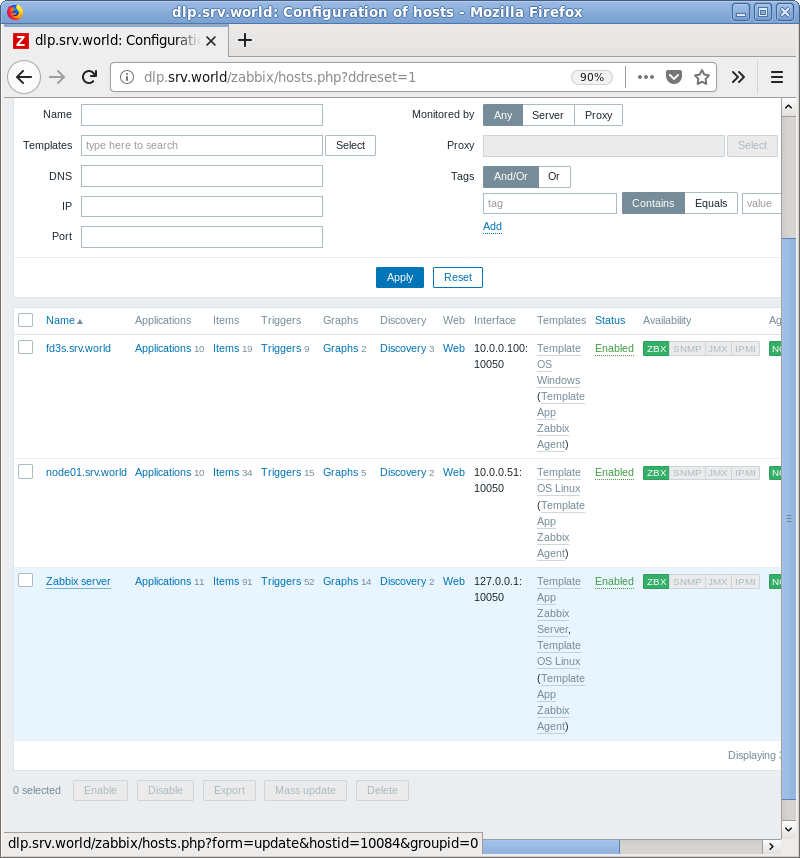 dlp.srv.world: Configuration of hosts - Mozilla Firefox
Z dlp.srv.world: Configuratio
dlp.srv.world/zabbix/hosts.php?ddreset=1 90%
Name Monitored by Any Server Proxy
Templates type here to search Select Proxy Select
DNS Tags And/Or Or
IP tag Contains Equals value
Add
Port
Apply Reset
Name Applications Items Triggers Graphs Discovery Web Interface Templates Status Availability Ag
fd3s.srv.world Applications 10 Items 19 Triggers 9 Graphs 2 Discovery 3 Web 10.0.0.100: Template Enabled ZBX SNMP JMX IPMI NO
10050 OS
Windows
(Template
App
Zabbix
Agent)
node01.srv.world Applications 10 Items 34 Triggers 15 Graphs 5 Discovery 2 Web 10.0.0.51: Template Enabled ZBX SNMP JMX IPMI NO
10050 OS Linux
(Template
App
Zabbix
Agent)
Zabbix server Applications 11 Items 91 Triggers 52 Graphs 14 Discovery 2 Web 127.0.0.1: Template Enabled ZBX SNMP JMX IPMI NO
10050 App
Zabbix
Server,
Template
OS Linux
(Template
App
Zabbix
Agent)
Displaying
0 selected Enable Disable Export Mass update Delete
dlp.srv.world/zabbix/hosts.php?form=update&hostid=10084&groupid=0